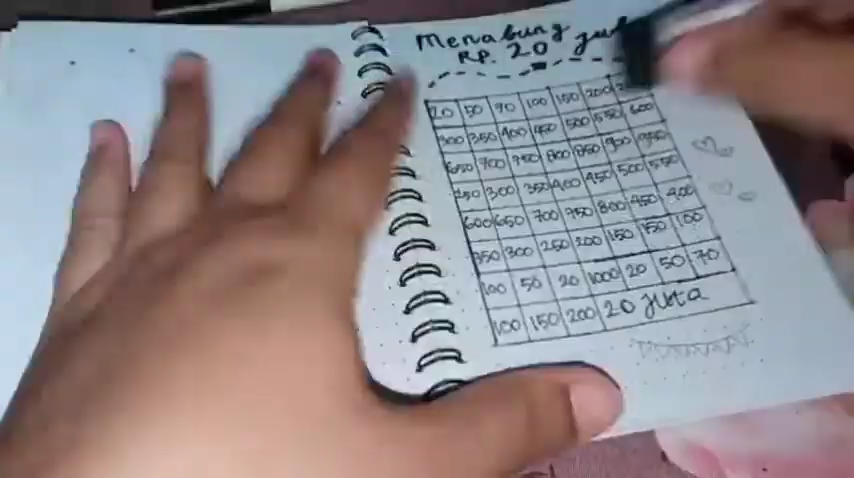 Menabung
RP. 20
20 50 70 100 150 200
300 350 400 450 500 550 600
650 700 750 800 850 900 950
250 300 350 400 450 500 550
600 650 700 750 800 450 400
350 300 250 200 150 150 100
100 50 20 1000 20 50 70
100 150 200 20 juta